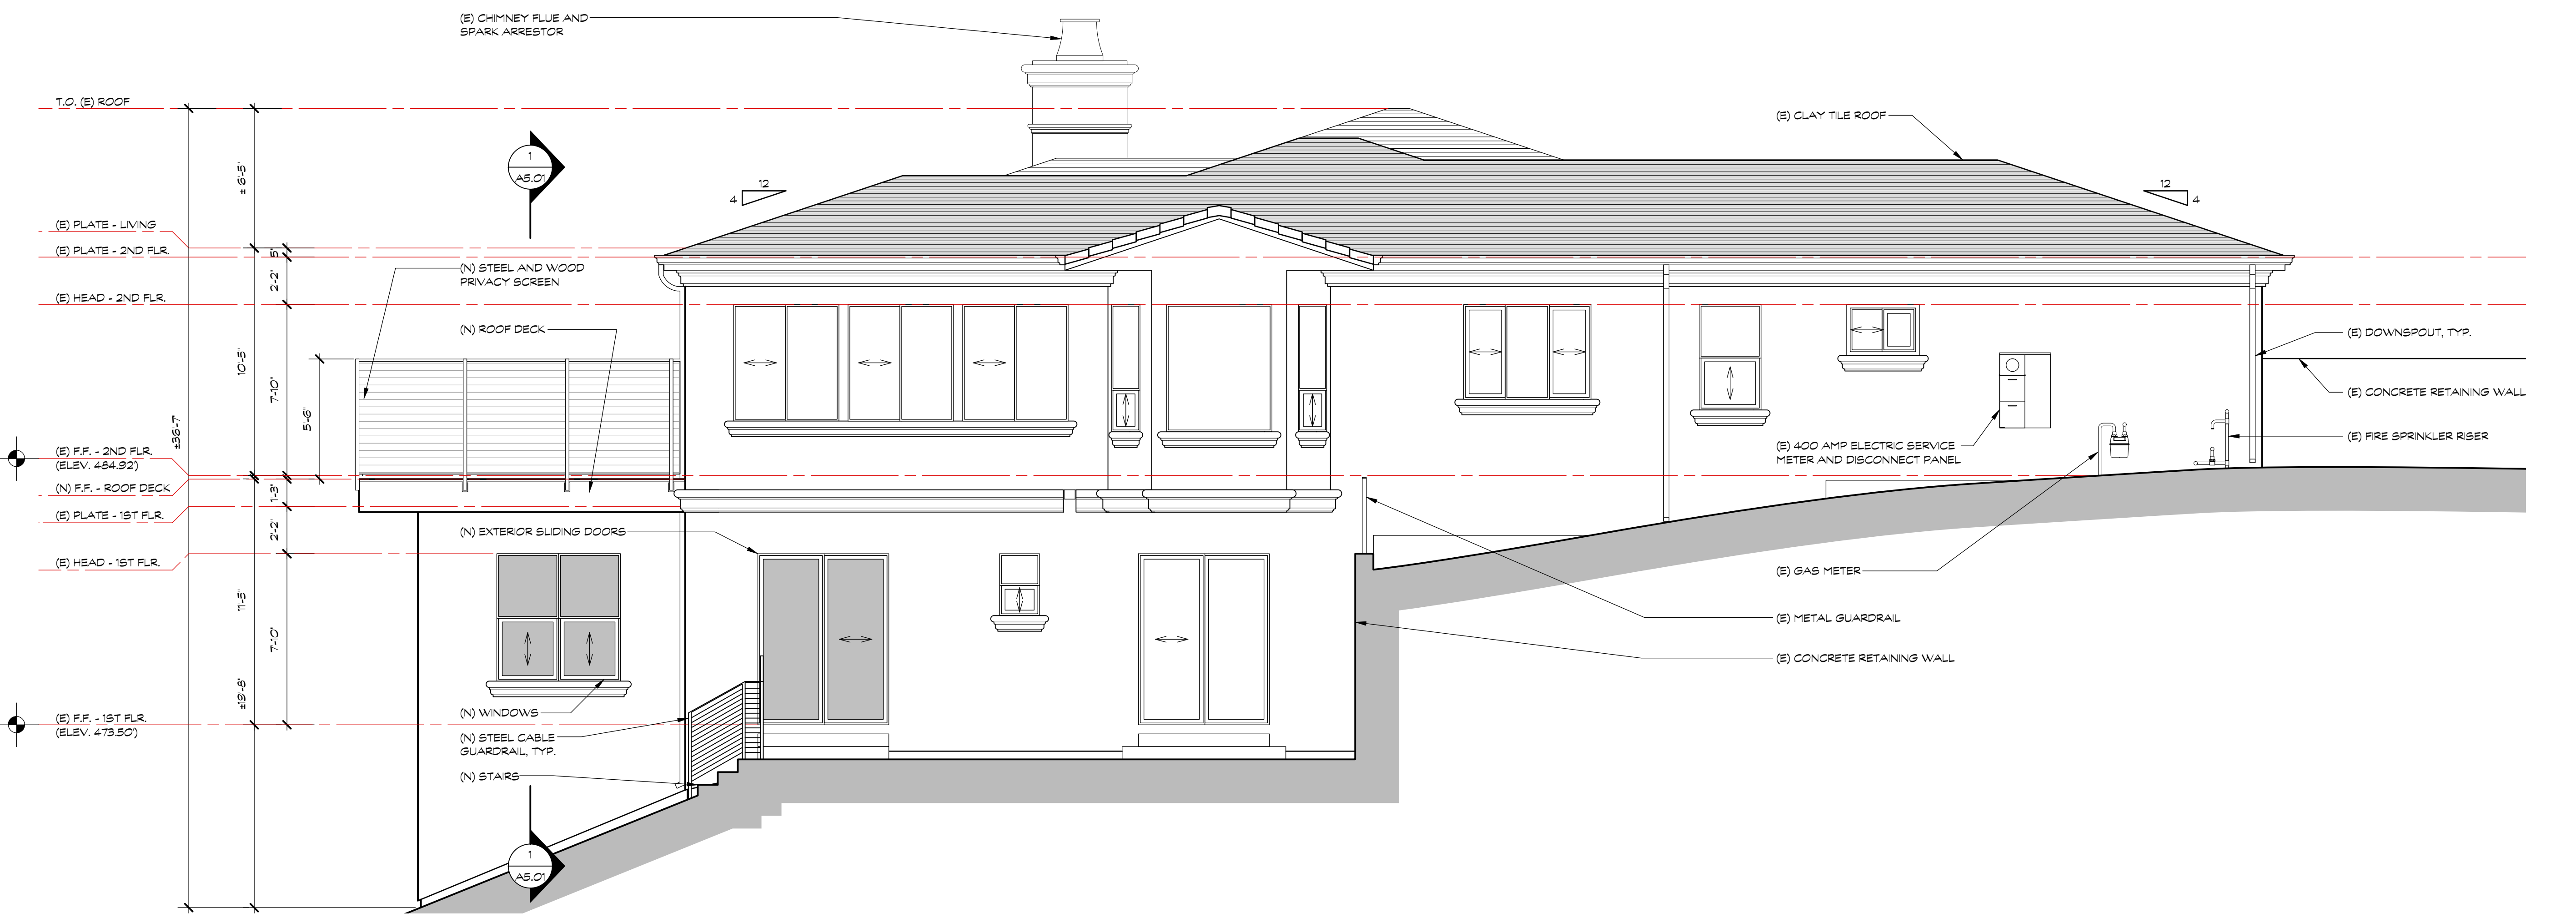 (E) CHIMNEY FLUE AND
SPARK ARRESTOR
T.O. (E) ROOF
(E) CLAY TILE ROOF
1
A5.01
12
4
12
4
± 6'-5"
(E) PLATE - LIVING
(E) PLATE - 2ND FLR.
5"
(N) STEEL AND WOOD
PRIVACY SCREEN
2'-2"
(E) HEAD - 2ND FLR.
(N) ROOF DECK
(E) DOWNSPOUT, TYP.
10'-5"
7'-10"
5'-6"
±36'-7"
(E) CONCRETE RETAINING WALL
(E) FIRE SPRINKLER RISER
(E) 400 AMP ELECTRIC SERVICE
METER AND DISCONNECT PANEL
(E) F.F. - 2ND FLR.
(ELEV. 484.92')
(N) F.F. - ROOF DECK
1'-3"
(E) PLATE - 1ST FLR.
2'-2"
(N) EXTERIOR SLIDING DOORS
(E) HEAD - 1ST FLR.
(E) GAS METER
11'-5"
7'-10"
(E) METAL GUARDRAIL
(E) CONCRETE RETAINING WALL
±19'-8"
(N) WINDOWS
(E) F.F. - 1ST FLR.
(ELEV. 473.50')
(N) STEEL CABLE
GUARDRAIL, TYP.
(N) STAIRS
1
A5.01